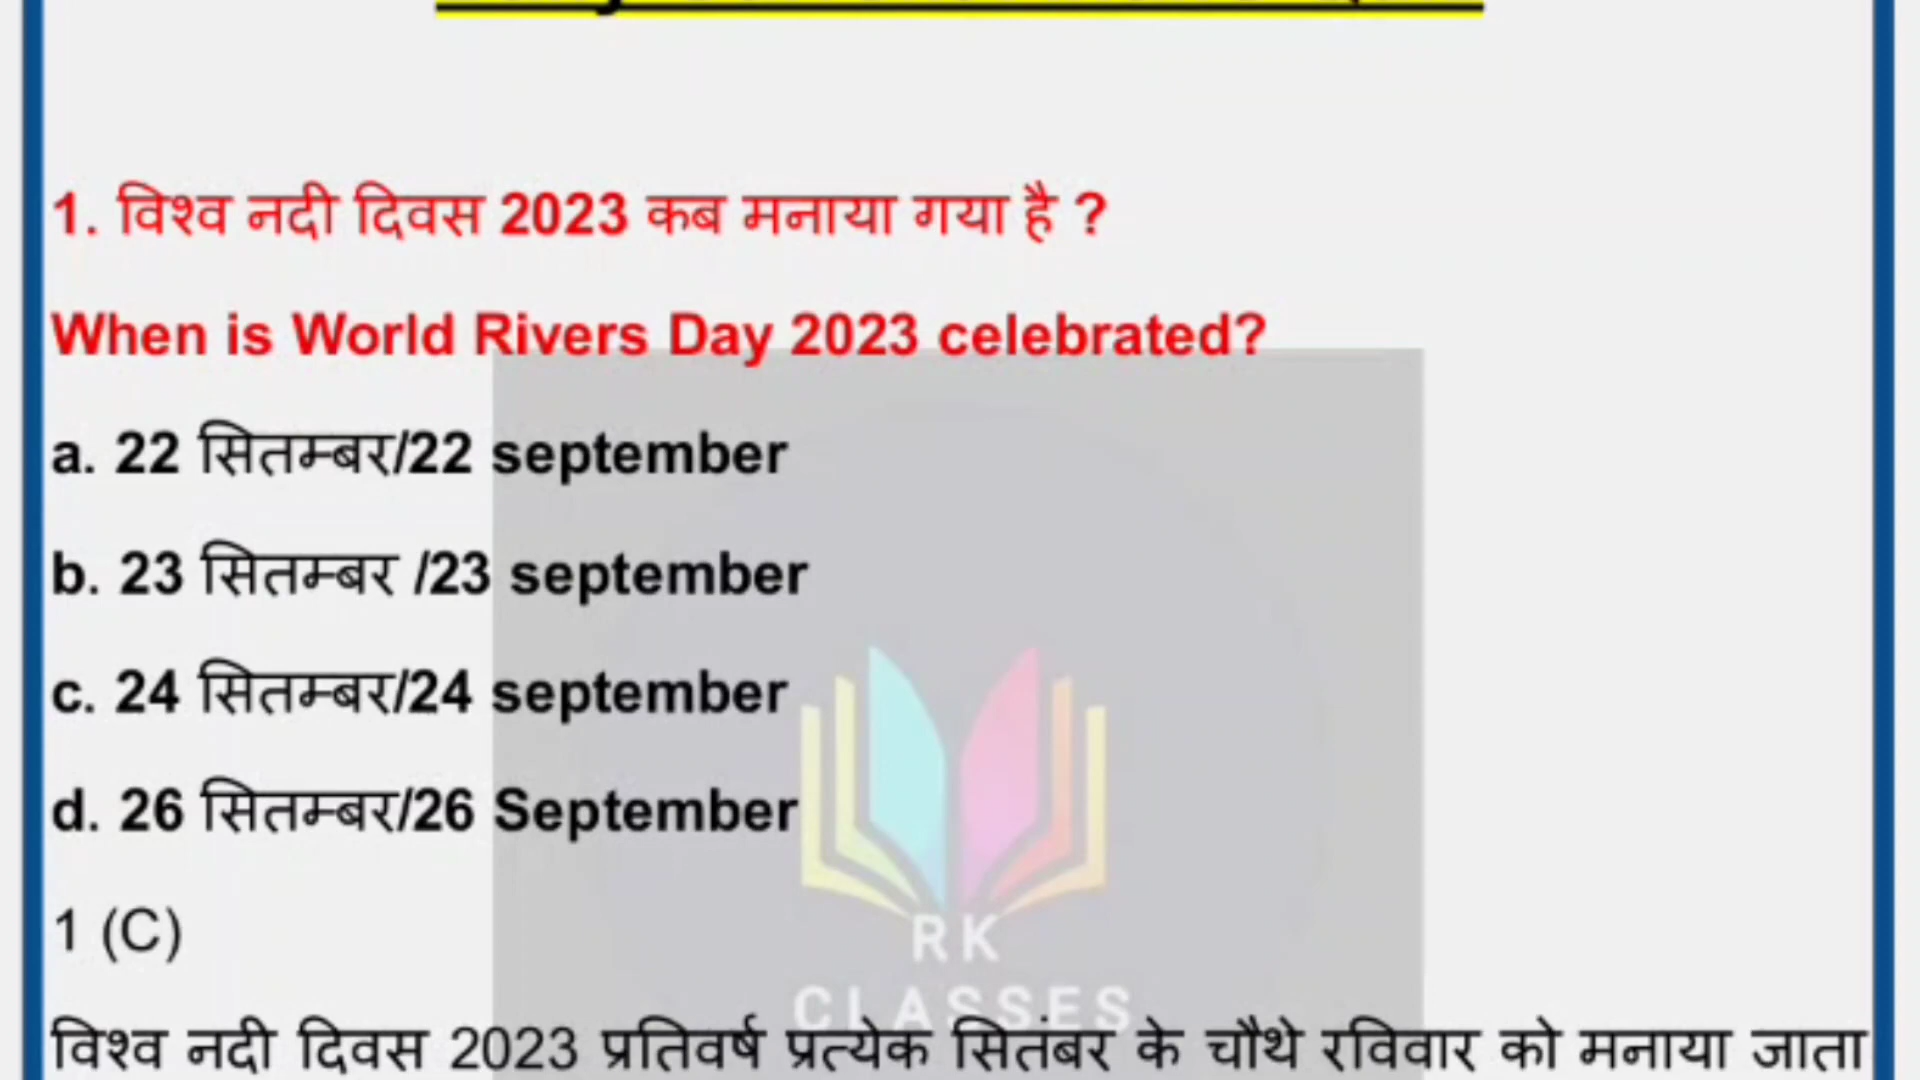 1. विश्व नदी दिवस 2023 कब मनाया गया है ?
When is World Rivers Day 2023 celebrated?
a. 22 सितम्बर/22 september
b. 23 सितम्बर /23 september
c. 24 सितम्बर/24 september
d. 26 सितम्बर/26 September
1 (C)
RK
CLASSES
विश्व नदी दिवस 2023 प्रतिवर्ष प्रत्येक सितंबर के चौथे रविवार को मनाया जाता